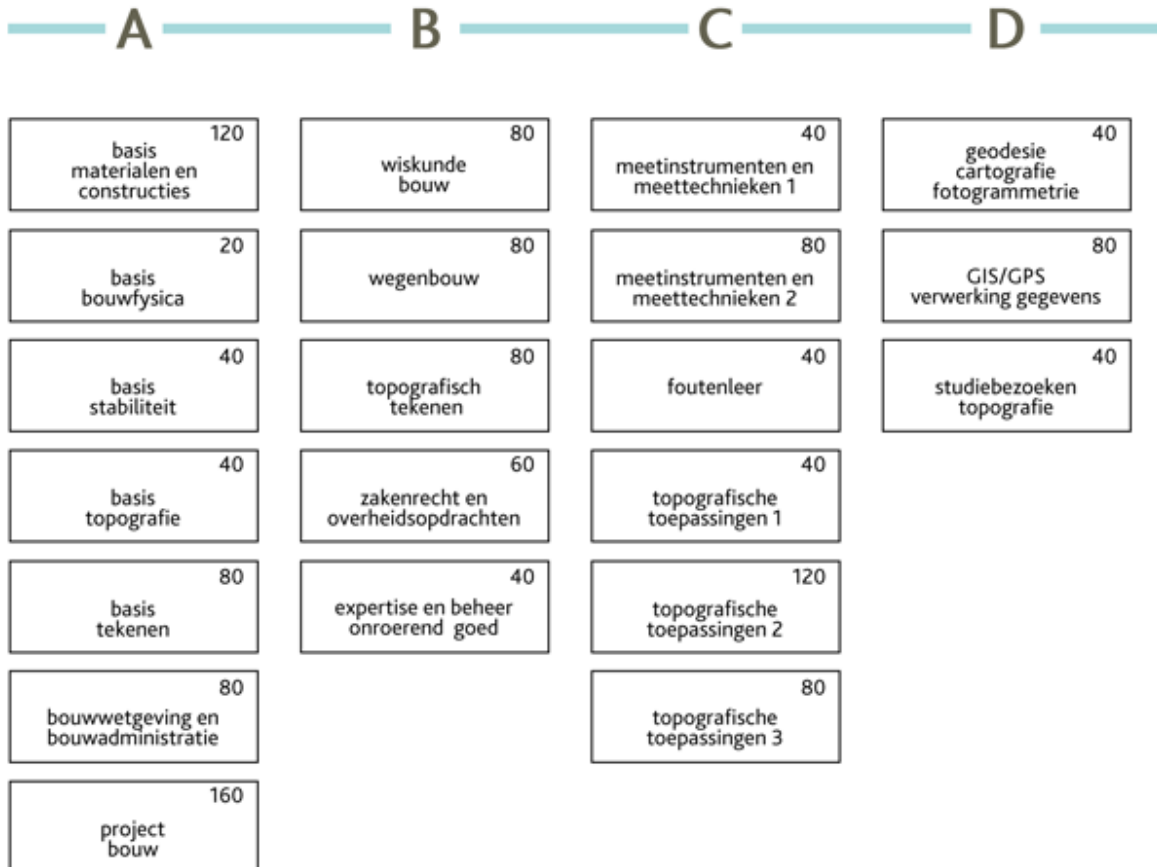 A
B
C
D
120
basis
materialen en
constructies
20
basis
bouwfysica
40
basis
stabiliteit
40
basis
topografie
80
basis
tekenen
80
bouwwetgeving en
bouwadministratie
160
project
bouw
80
wiskunde
bouw
80
wegenbouw
80
topografisch
tekenen
60
zakenrecht en
overheidsopdrachten
40
expertise en beheer
onroerend goed
40
meetinstrumenten en
meettechnieken 1
80
meetinstrumenten en
meettechnieken 2
40
foutenleer
40
topografische
toepassingen 1
120
topografische
toepassingen 2
80
topografische
toepassingen 3
40
geodesie
cartografie
fotogrammetrie
80
GIS/GPS
verwerking gegevens
40
studiebezoeken
topografie